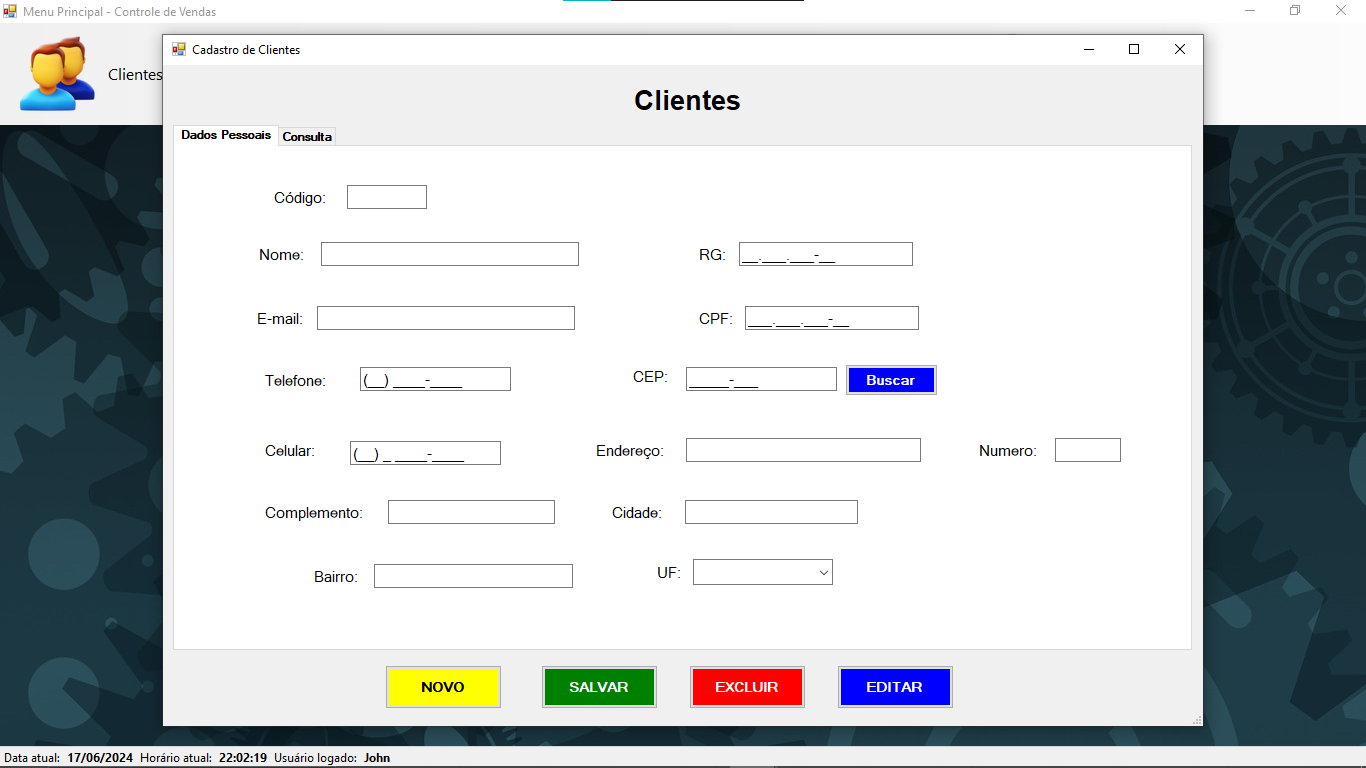 Menu Principal - Controle de Vendas
Clientes
Cadastro de Clientes
Clientes
Dados Pessoais Consulta
Código:
Nome: RG: __.___.___-__
E-mail: CPF: ___.___.___-__
Telefone: (__) ____-____ CEP: _____-___ Buscar
Celular: (__) _ ____-____ Endereço: Numero:
Complemento: Cidade:
Bairro: UF:
NOVO SALVAR EXCLUIR EDITAR
Data atual: 17/06/2024 Horário atual: 22:02:19 Usuário logado: John